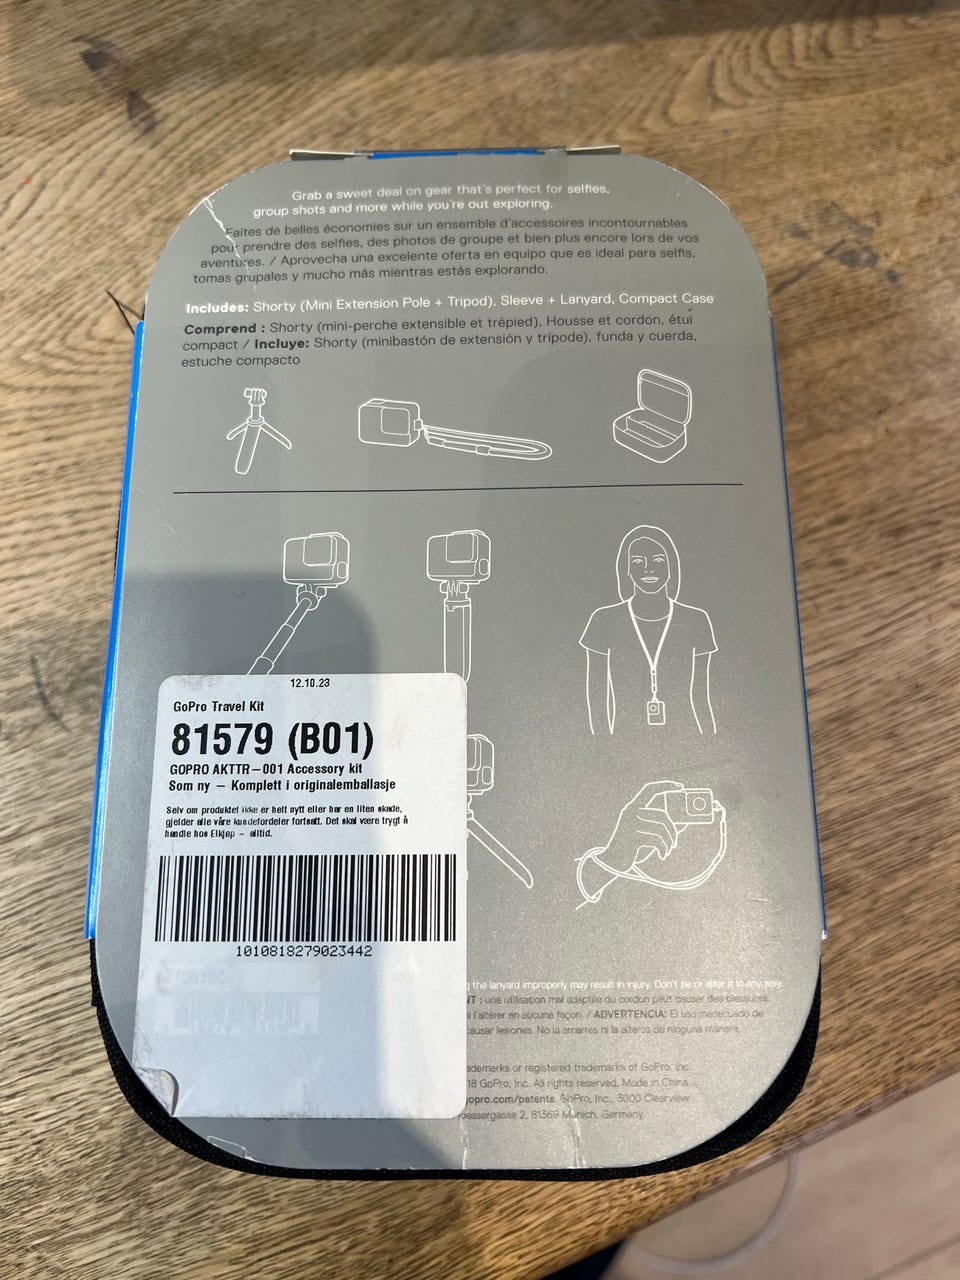 Grab a sweet deal on gear that's perfect for selfies,
group shots and more while you're out exploring.
Faites de belles économies sur un ensemble d'accessoires incontournables
pour prendre des selfies, des photos de groupe et bien plus encore lors de vos
aventures. / Aprovecha una excelente oferta en equipo que es ideal para selfis,
tomas grupales y mucho más mientras estás explorando.
Includes: Shorty (Mini Extension Pole + Tripod), Sleeve + Lanyard, Compact Case
Comprend : Shorty (mini-perche extensible et trépied), Housse et cordon, étui
compact / Incluye: Shorty (minibastón de extensión y trípode), funda y cuerda,
estuche compacto
12.10.23
GoPro Travel Kit
81579 (B01)
GOPRO AKTTR-001 Accessory kit
Som ny - Komplett i originalemballasje
Selv om produktet ikke er helt nytt eller har en liten skade,
gjelder alle våre kundefordeler fortsatt. Det skal være trygt å
handle hos Elkjøp - alltid.
1010818279023442
the lanyard improperly may result in injury. Don't tie or alter it in any way.
une utilisation mal adaptée du cordon peut causer des blessures.
l'altérer en aucune façon. / ADVERTENCIA: El uso inadecuado de
causar lesiones. No la amarres ni la alteres de ninguna manera.
ademarks or registered trademarks of GoPro, Inc.
18 GoPro, Inc. All rights reserved. Made in China
gopro.com/patents. GoPro, Inc., 3000 Clearview
passergasse 2, 81369 Munich, Germany